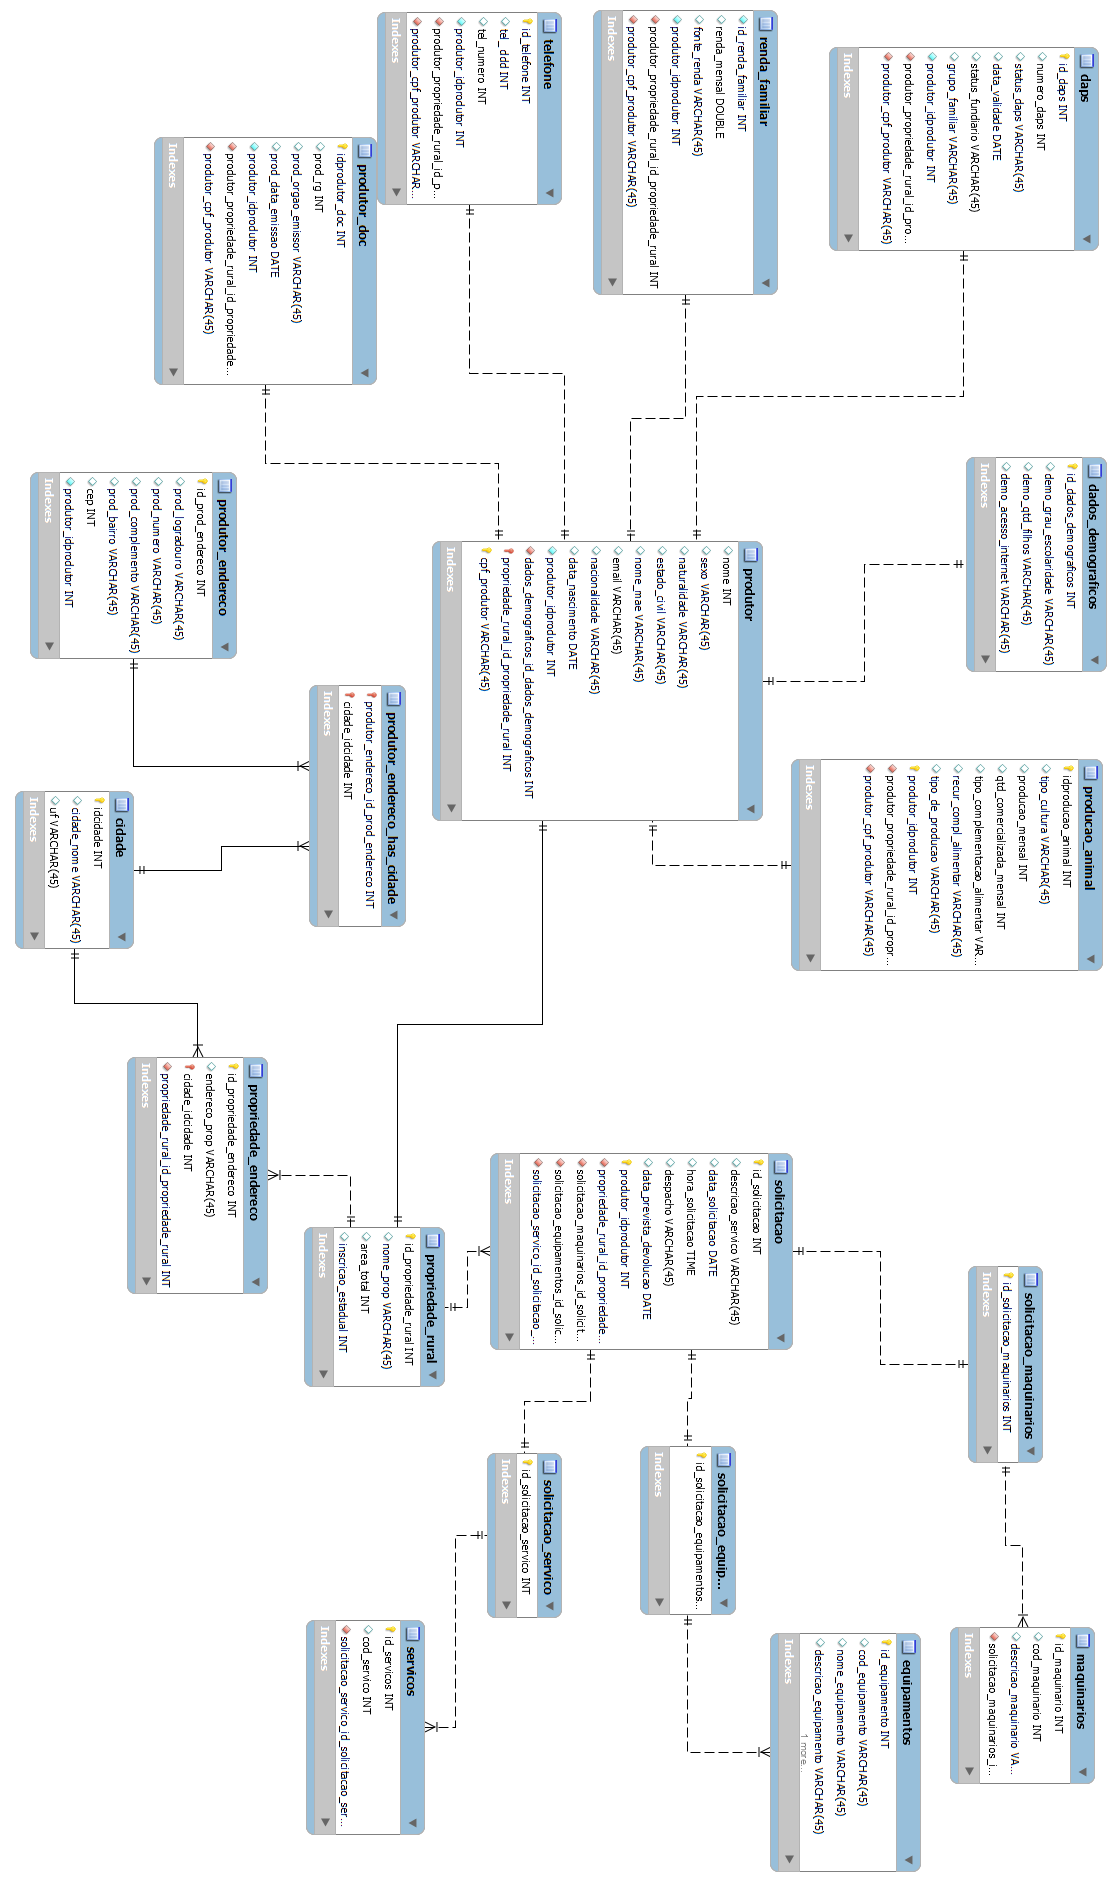 daps
id_daps INT
numero_daps INT
status_daps VARCHAR(45)
data_validade DATE
status_fundiario VARCHAR(45)
grupo_familiar VARCHAR(45)
produtor_idprodutor INT
produtor_propriedade_rural_id_pro...
produtor_cpf_produtor VARCHAR(45)
Indexes
renda_familiar
id_renda_familiar INT
renda_mensal DOUBLE
fonte_renda VARCHAR(45)
produtor_idprodutor INT
produtor_propriedade_rural_id_propriedade_rural INT
produtor_cpf_produtor VARCHAR(45)
Indexes
telefone
id_telefone INT
tel_ddd INT
tel_numero INT
produtor_idprodutor INT
produtor_propriedade_rural_id_p...
produtor_cpf_produtor VARCHAR...
Indexes
produtor_doc
idprodutor_doc INT
prod_rg INT
prod_orgao_emissor VARCHAR(45)
prod_data_emissao DATE
produtor_idprodutor INT
produtor_propriedade_rural_id_propriedade...
produtor_cpf_produtor VARCHAR(45)
Indexes
dados_demograficos
id_dados_demograficos INT
demo_grau_escolaridade VARCHAR(45)
demo_qtd_filhos VARCHAR(45)
demo_acesso_internet VARCHAR(45)
Indexes
produtor
nome INT
sexo VARCHAR(45)
naturalidade VARCHAR(45)
estado_civil VARCHAR(45)
nome_mae VARCHAR(45)
email VARCHAR(45)
nacionalidade VARCHAR(45)
data_nascimento DATE
produtor_idprodutor INT
dados_demograficos_id_dados_demograficos INT
propriedade_rural_id_propriedade_rural INT
cpf_produtor VARCHAR(45)
Indexes
produtor_endereco
id_prod_endereco INT
prod_logradouro VARCHAR(45)
prod_numero VARCHAR(45)
prod_complemento VARCHAR(45)
prod_bairro VARCHAR(45)
cep INT
produtor_idprodutor INT
Indexes
produtor_endereco_has_cidade
produtor_endereco_id_prod_endereco INT
cidade_idcidade INT
Indexes
cidade
idcidade INT
cidade_nome VARCHAR(45)
uf VARCHAR(45)
Indexes
producao_animal
idproducao_animal INT
tipo_cultura VARCHAR(45)
producao_mensal INT
qtd_comercializada_mensal INT
tipo_complementacao_alimentar VAR...
recur_compl_alimentar VARCHAR(45)
tipo_de_producao VARCHAR(45)
produtor_idprodutor INT
produtor_propriedade_rural_id_propr...
produtor_cpf_produtor VARCHAR(45)
Indexes
propriedade_endereco
id_propriedade_endereco INT
endereco_prop VARCHAR(45)
cidade_idcidade INT
propriedade_rural_id_propriedade_rural INT
Indexes
propriedade_rural
id_propriedade_rural INT
nome_prop VARCHAR(45)
area_total INT
inscricao_estadual INT
Indexes
solicitacao
id_solicitacao INT
descricao_servico VARCHAR(45)
data_solicitacao DATE
hora_solicitacao TIME
despacho VARCHAR(45)
data_prevista_devolucao DATE
produtor_idprodutor INT
propriedade_rural_id_propriedade...
solicitacao_maquinarios_id_solicit...
solicitacao_equipamentos_id_solic...
solicitacao_servico_id_solicitacao_...
Indexes
solicitacao_maquinarios
id_solicitacao_maquinarios INT
Indexes
solicitacao_equip...
id_solicitacao_equipamentos...
Indexes
solicitacao_servico
id_solicitacao_servico INT
Indexes
maquinarios
id_maquinario INT
cod_maquinario INT
descricao_maquinario VA...
solicitacao_maquinarios_i...
Indexes
equipamentos
id_equipamento INT
cod_equipamento VARCHAR(45)
nome_equipamento VARCHAR(45)
descricao_equipamento VARCHAR(45)
1 more...
Indexes
servicos
id_servicos INT
cod_servico INT
solicitacao_servico_id_solicitacao_ser...
Indexes